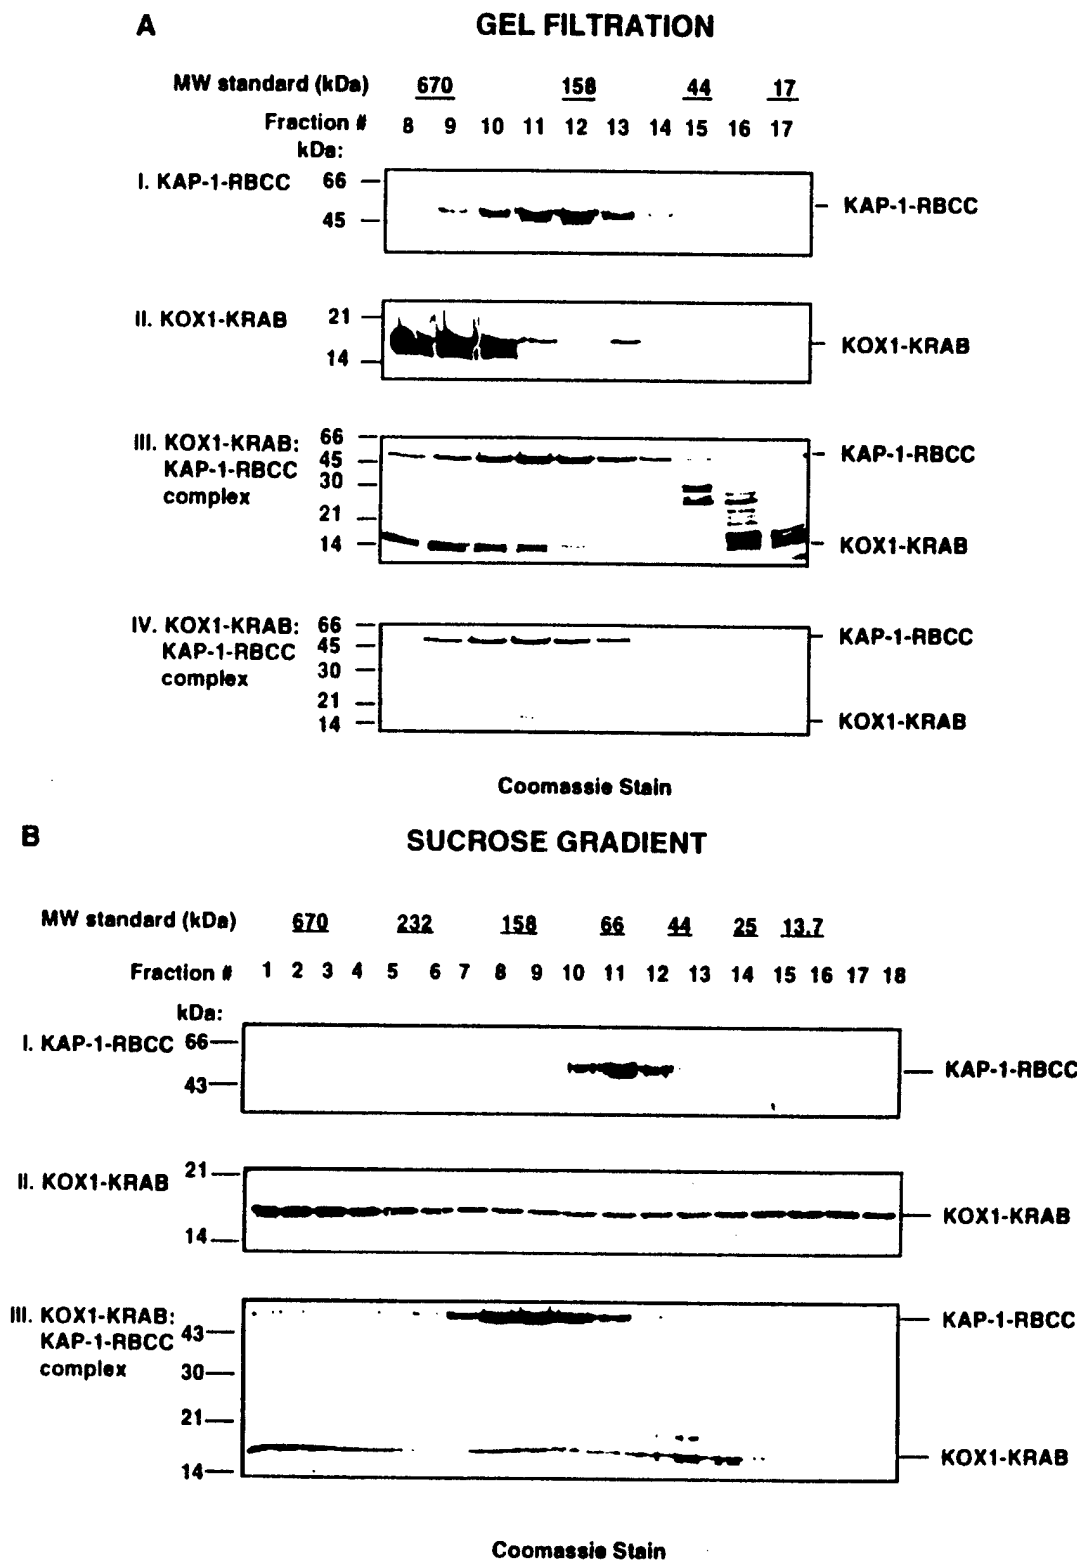 A
GEL FILTRATION
MW standard (kDa) 670 158 44 17
Fraction # 8 9 10 11 12 13 14 15 16 17
kDa:
I. KAP-1-RBCC 66 KAP-1-RBCC
45
II. KOX1-KRAB 21 KOX1-KRAB
14
III. KOX1-KRAB: 66
KAP-1-RBCC 45 KAP-1-RBCC
complex 30
21
14 KOX1-KRAB
IV. KOX1-KRAB: 66 KAP-1-RBCC
KAP-1-RBCC 45
complex 30
21
14 KOX1-KRAB
Coomassie Stain
B
SUCROSE GRADIENT
MW standard (kDa) 670 232 158 66 44 25 13.7
Fraction # 1 2 3 4 5 6 7 8 9 10 11 12 13 14 15 16 17 18
kDa:
I. KAP-1-RBCC 66 KAP-1-RBCC
43
II. KOX1-KRAB 21 KOX1-KRAB
14
III. KOX1-KRAB: KAP-1-RBCC
KAP-1-RBCC 43
complex 30
21
14 KOX1-KRAB
Coomassie Stain